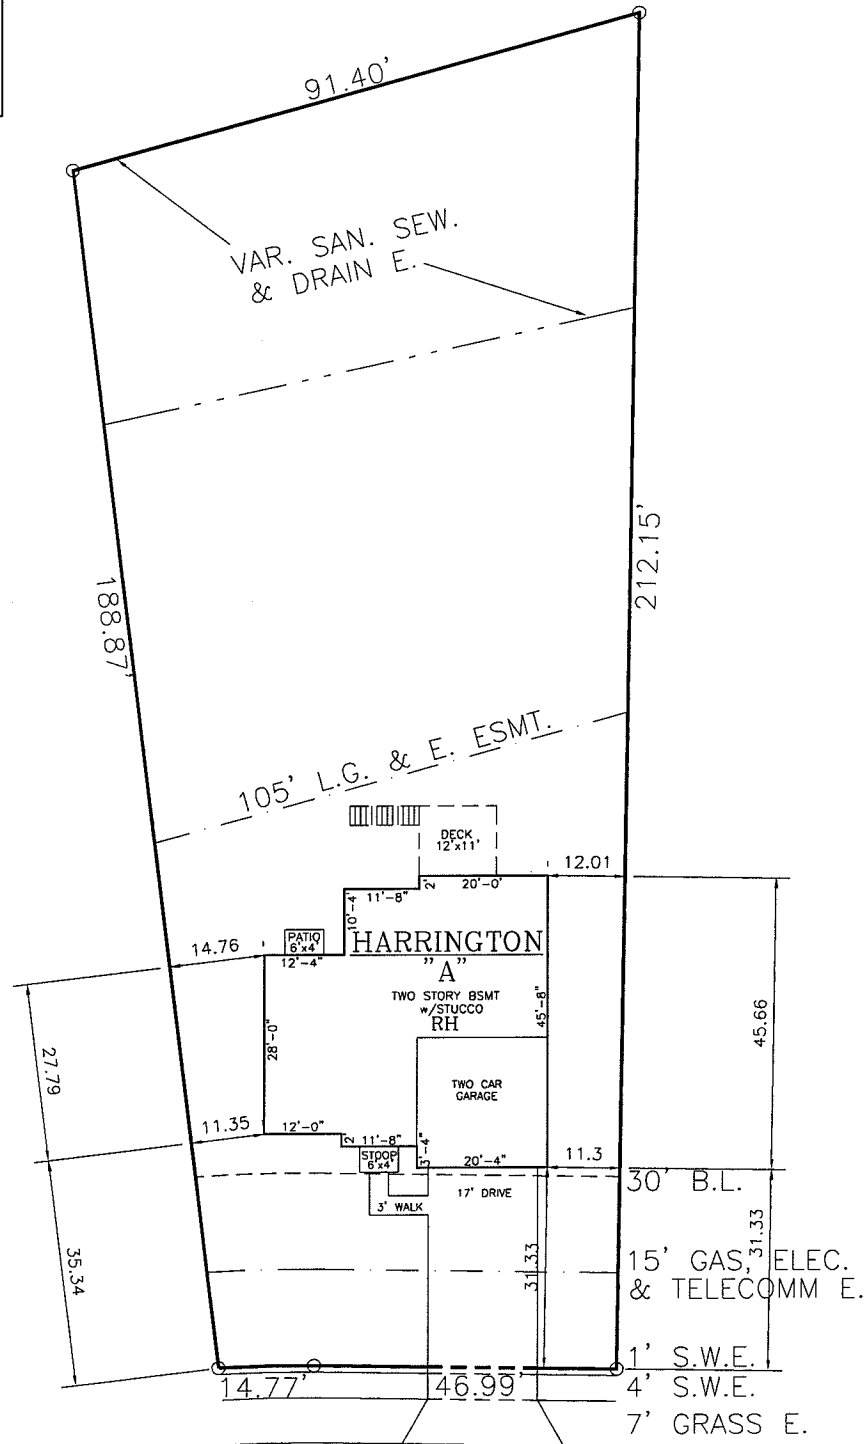 91.40'
VAR. SAN. SEW.
& DRAIN E.
188.87'
212.15'
105' L.G. & E. ESMT.
DECK
12'x11'
12.01
2'
20'-0"
11'-8"
10'-4"
PATIO
6'x4'
12'-4"
14.76
HARRINGTON
"A"
TWO STORY BSMT
w/STUCCO
RH
45'-8"
28'-0"
27.79
45.66
TWO CAR
GARAGE
11.35
12'-0"
2'
11'-8"
3'-4"
20'-4"
11.3
STOOP
6'x4'
30' B.L.
17' DRIVE
3' WALK
35.34
31.33
31.33
15' GAS, ELEC.
& TELECOMM E.
1' S.W.E.
14.77'
46.99'
4' S.W.E.
7' GRASS E.